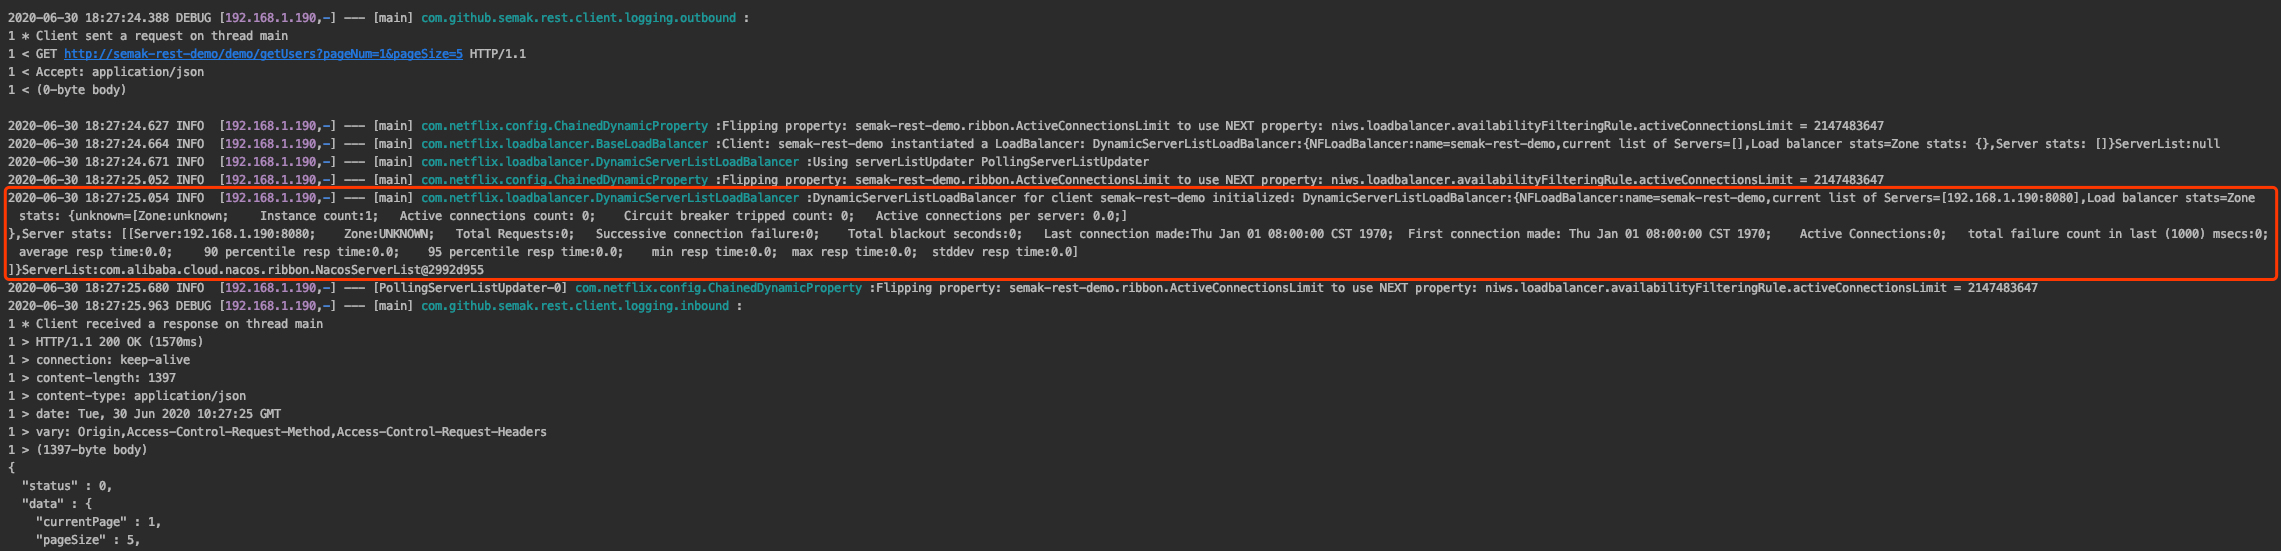 2020-06-30 18:27:24.388 DEBUG [192.168.1.190,-] --- [main] com.github.semak.rest.client.logging.outbound :
1 * Client sent a request on thread main
1 < GET http://semak-rest-demo/demo/getUsers?pageNum=1&pageSize=5 HTTP/1.1
1 < Accept: application/json
1 < (0-byte body)
2020-06-30 18:27:24.627 INFO  [192.168.1.190,-] --- [main] com.netflix.config.ChainedDynamicProperty :Flipping property: semak-rest-demo.ribbon.ActiveConnectionsLimit to use NEXT property: niws.loadbalancer.availabilityFilteringRule.activeConnectionsLimit = 2147483647
2020-06-30 18:27:24.664 INFO  [192.168.1.190,-] --- [main] com.netflix.loadbalancer.BaseLoadBalancer :Client: semak-rest-demo instantiated a LoadBalancer: DynamicServerListLoadBalancer:{NFLoadBalancer:name=semak-rest-demo,current list of Servers=[],Load balancer stats=Zone stats: {},Server stats: []}ServerList:null
2020-06-30 18:27:24.671 INFO  [192.168.1.190,-] --- [main] com.netflix.loadbalancer.DynamicServerListLoadBalancer :Using serverListUpdater PollingServerListUpdater
2020-06-30 18:27:25.052 INFO  [192.168.1.190,-] --- [main] com.netflix.config.ChainedDynamicProperty :Flipping property: semak-rest-demo.ribbon.ActiveConnectionsLimit to use NEXT property: niws.loadbalancer.availabilityFilteringRule.activeConnectionsLimit = 2147483647
2020-06-30 18:27:25.054 INFO  [192.168.1.190,-] --- [main] com.netflix.loadbalancer.DynamicServerListLoadBalancer :DynamicServerListLoadBalancer for client semak-rest-demo initialized: DynamicServerListLoadBalancer:{NFLoadBalancer:name=semak-rest-demo,current list of Servers=[192.168.1.190:8080],Load balancer stats=Zone
stats: {unknown=[Zone:unknown;    Instance count:1;   Active connections count: 0;    Circuit breaker tripped count: 0;   Active connections per server: 0.0;]
},Server stats: [[Server:192.168.1.190:8080;    Zone:UNKNOWN;   Total Requests:0;   Successive connection failure:0;    Total blackout seconds:0;   Last connection made:Thu Jan 01 08:00:00 CST 1970;  First connection made: Thu Jan 01 08:00:00 CST 1970;    Active Connections:0;   total failure count in last (1000) msecs:0;
average resp time:0.0;    90 percentile resp time:0.0;    95 percentile resp time:0.0;    min resp time:0.0;  max resp time:0.0;  stddev resp time:0.0]
]}ServerList:com.alibaba.cloud.nacos.ribbon.NacosServerList@2992d955
2020-06-30 18:27:25.680 INFO  [192.168.1.190,-] --- [PollingServerListUpdater-0] com.netflix.config.ChainedDynamicProperty :Flipping property: semak-rest-demo.ribbon.ActiveConnectionsLimit to use NEXT property: niws.loadbalancer.availabilityFilteringRule.activeConnectionsLimit = 2147483647
2020-06-30 18:27:25.963 DEBUG [192.168.1.190,-] --- [main] com.github.semak.rest.client.logging.inbound :
1 * Client received a response on thread main
1 > HTTP/1.1 200 OK (1570ms)
1 > connection: keep-alive
1 > content-length: 1397
1 > content-type: application/json
1 > date: Tue, 30 Jun 2020 10:27:25 GMT
1 > vary: Origin,Access-Control-Request-Method,Access-Control-Request-Headers
1 > (1397-byte body)
{
"status" : 0,
"data" : {
"currentPage" : 1,
"pageSize" : 5,